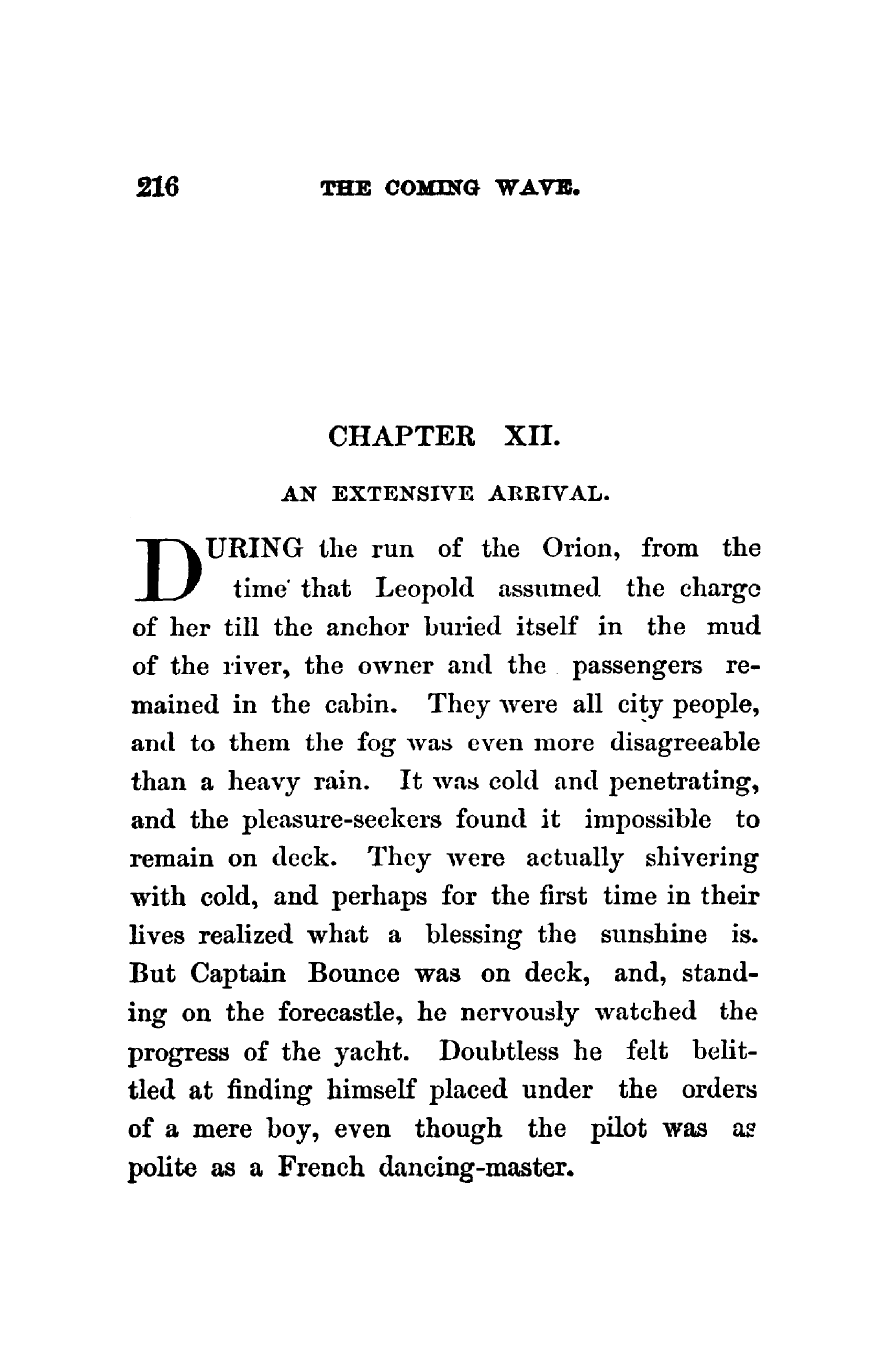 216 THE COMING WAVE.
CHAPTER XII.
AN EXTENSIVE ARRIVAL.
DURING the run of the Orion, from the
time that Leopold assumed the charge
of her till the anchor buried itself in the mud
of the river, the owner and the passengers re-
mained in the cabin. They were all city people,
and to them the fog was even more disagreeable
than a heavy rain. It was cold and penetrating,
and the pleasure-seekers found it impossible to
remain on deck. They were actually shivering
with cold, and perhaps for the first time in their
lives realized what a blessing the sunshine is.
But Captain Bounce was on deck, and, stand-
ing on the forecastle, he nervously watched the
progress of the yacht. Doubtless he felt belit-
tled at finding himself placed under the orders
of a mere boy, even though the pilot was as
polite as a French dancing-master.